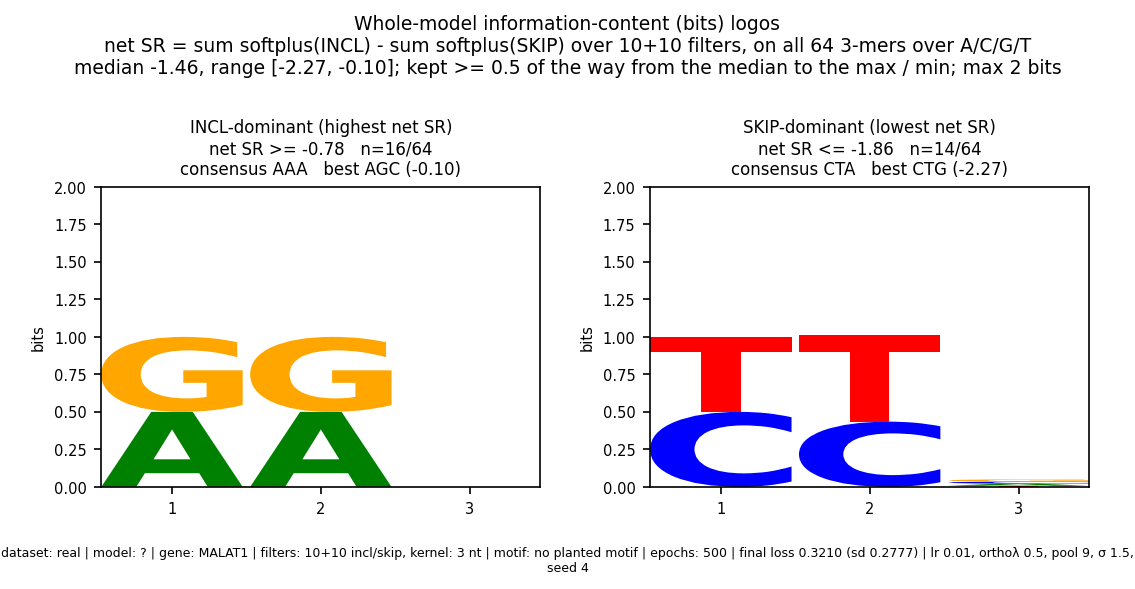 Whole-model information-content (bits) logos
net SR = sum softplus(INCL) - sum softplus(SKIP) over 10+10 filters, on all 64 3-mers over A/C/G/T
median -1.46, range [-2.27, -0.10]; kept >= 0.5 of the way from the median to the max / min; max 2 bits
INCL-dominant (highest net SR)
net SR >= -0.78   n=16/64
consensus AAA   best AGC (-0.10)
2.00
1.75
1.50
1.25
1.00
0.75
0.50
0.25
0.00
bits
GG
AA
1 2 3
SKIP-dominant (lowest net SR)
net SR <= -1.86   n=14/64
consensus CTA   best CTG (-2.27)
2.00
1.75
1.50
1.25
1.00
0.75
0.50
0.25
0.00
bits
TT
CC
1 2 3
dataset: real | model: ? | gene: MALAT1 | filters: 10+10 incl/skip, kernel: 3 nt | motif: no planted motif | epochs: 500 | final loss 0.3210 (sd 0.2777) | lr 0.01, orthoλ 0.5, pool 9, σ 1.5,
seed 4